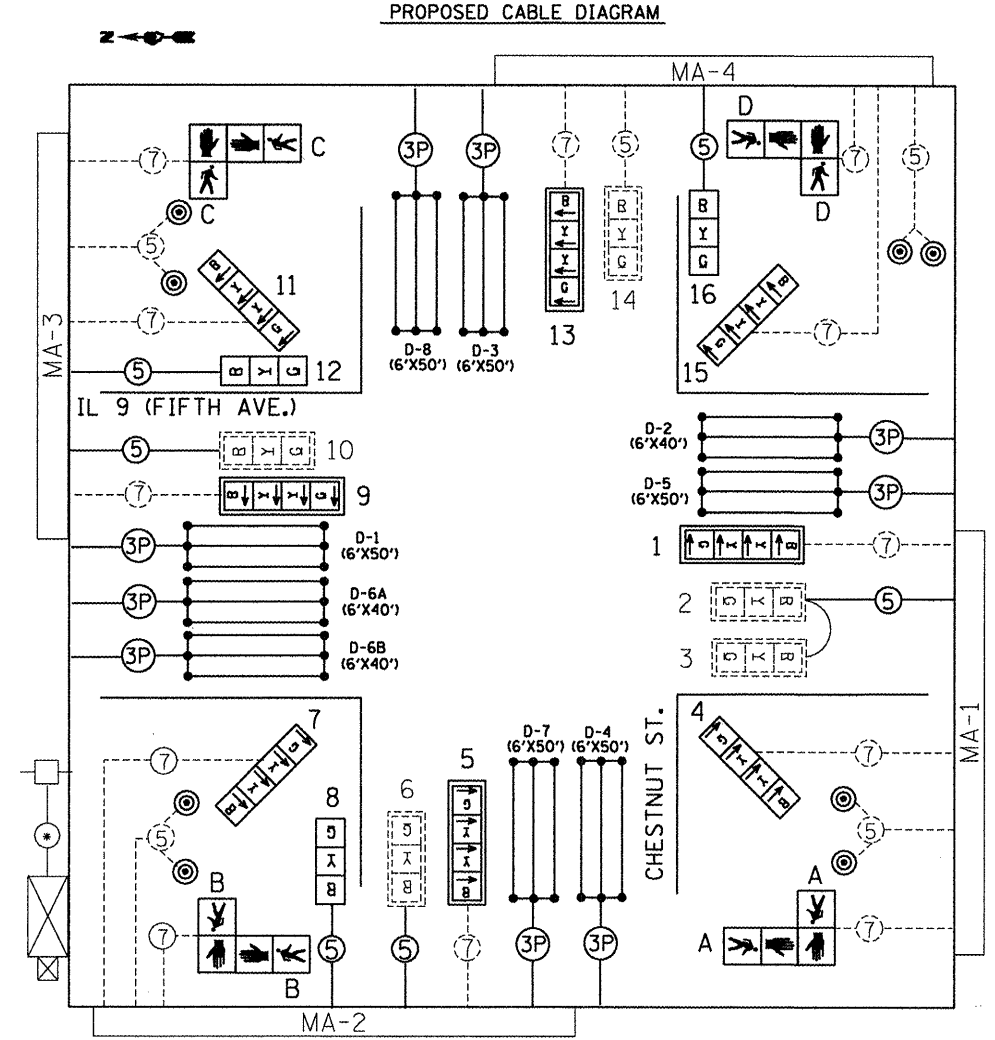 PROPOSED CABLE DIAGRAM
N
MA-4
D
C
7
3P
3P
7
5
5
7
5
C
D
5
R
Y
Y
G
R
Y
G
R
Y
G
11
R
Y
Y
G
14
16
R
Y
Y
G
7
13
7
MA-3
D-8
(6'X50')
D-3
(6'X50')
15
5
R
Y
G
12
IL 9 (FIFTH AVE.)
D-2
(6'X40')
3P
5
R
Y
G
10
D-5
(6'X50')
3P
7
R
Y
Y
G
9
3P
D-1
(6'X50')
1
G
Y
Y
R
7
3P
D-6A
(6'X40')
2
G
Y
R
5
3P
D-6B
(6'X40')
3
G
Y
R
MA-1
7
G
Y
Y
R
7
D-7
(6'X50')
D-4
(6'X50')
CHESTNUT ST.
4
G
Y
Y
R
7
8
6
5
G
Y
R
G
Y
R
G
Y
Y
R
5
5
*
B
A
7
5
5
7
3P
3P
A
7
B
MA-2